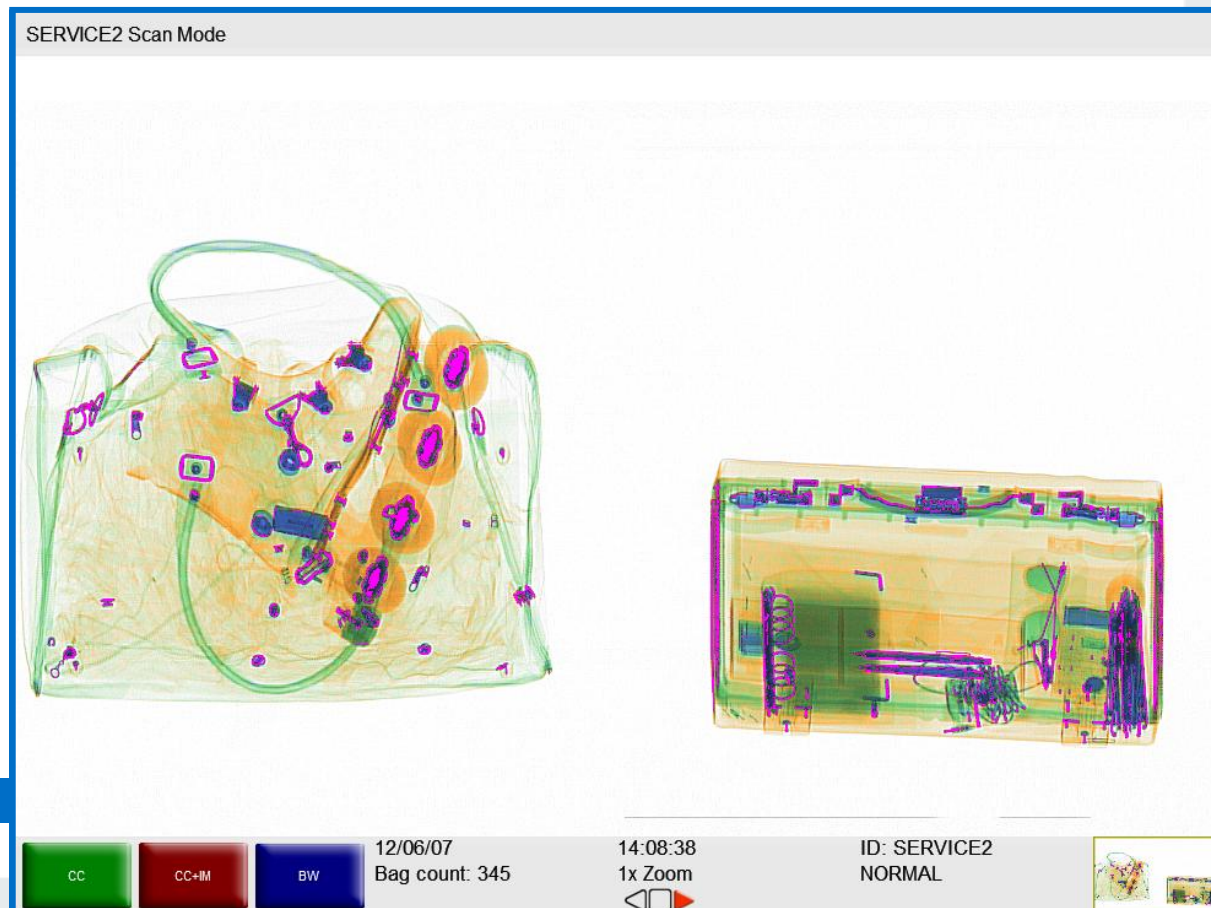 SERVICE2 Scan Mode
CC
CC+IM
BW
12/06/07
Bag count: 345
14:08:38
1x Zoom
ID: SERVICE2
NORMAL